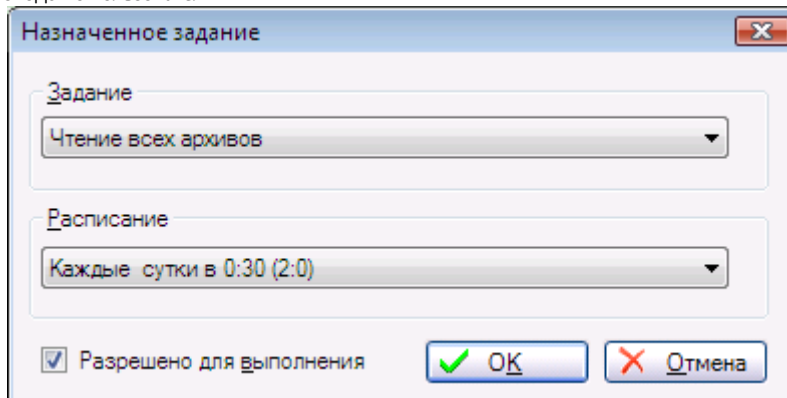 Назначенное задание
Задание
Чтение всех архивов
Расписание
Каждые сутки в 0:30 (2:0)
Разрешено для выполнения
OK
Отмена